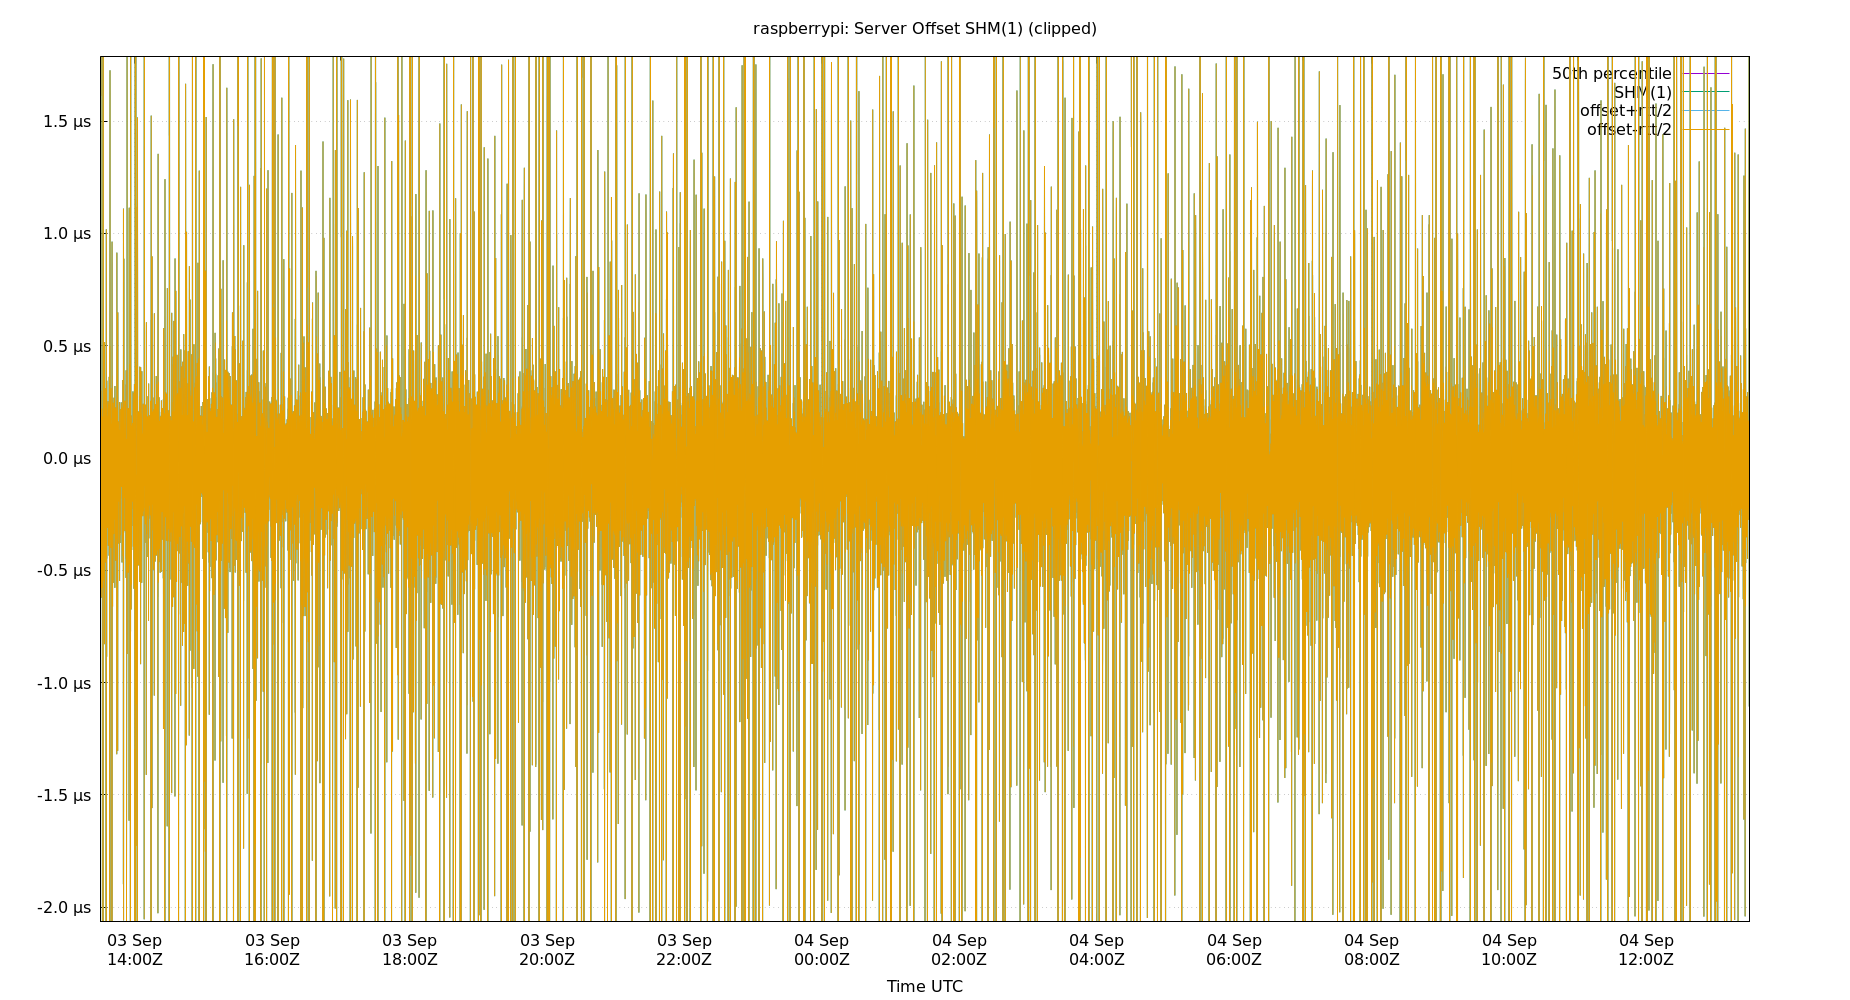 raspberrypi: Server Offset SHM(1) (clipped)
50th percentile
SHM(1)
offset+rtt/2
offset-rtt/2
1.5 µs
1.0 µs
0.5 µs
0.0 µs
-0.5 µs
-1.0 µs
-1.5 µs
-2.0 µs
03 Sep 03 Sep 03 Sep 03 Sep 03 Sep 04 Sep 04 Sep 04 Sep 04 Sep 04 Sep 04 Sep 04 Sep
14:00Z 16:00Z 18:00Z 20:00Z 22:00Z 00:00Z 02:00Z 04:00Z 06:00Z 08:00Z 10:00Z 12:00Z
Time UTC